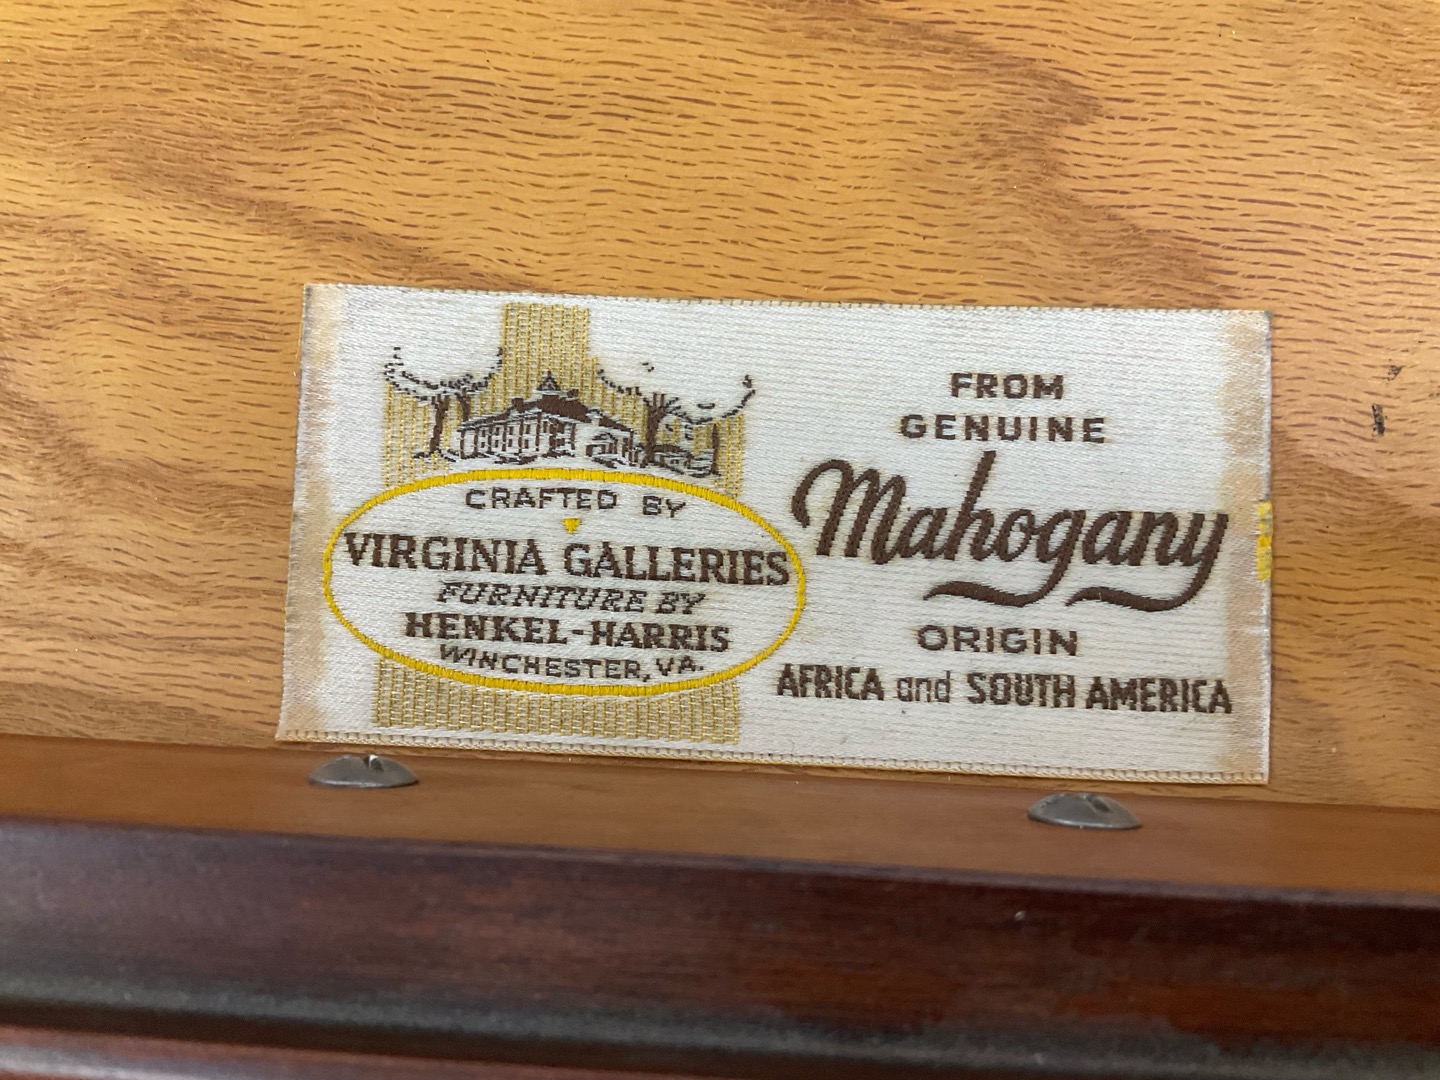 CRAFTED BY
VIRGINIA GALLERIES
FURNITURE BY
HENKEL-HARRIS
WINCHESTER, VA.
FROM
GENUINE
Mahogany
ORIGIN
AFRICA and SOUTH AMERICA